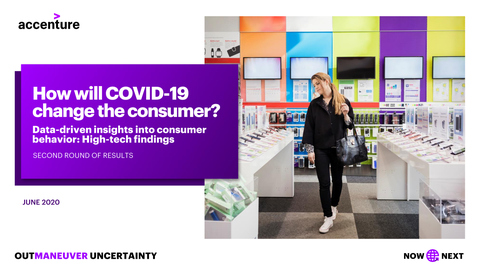 accenture
How will COVID-19
change the consumer?
Data-driven insights into consumer
behavior: High-tech findings
SECOND ROUND OF RESULTS
JUNE 2020
OUTMANEUVER UNCERTAINTY
NOW NEXT